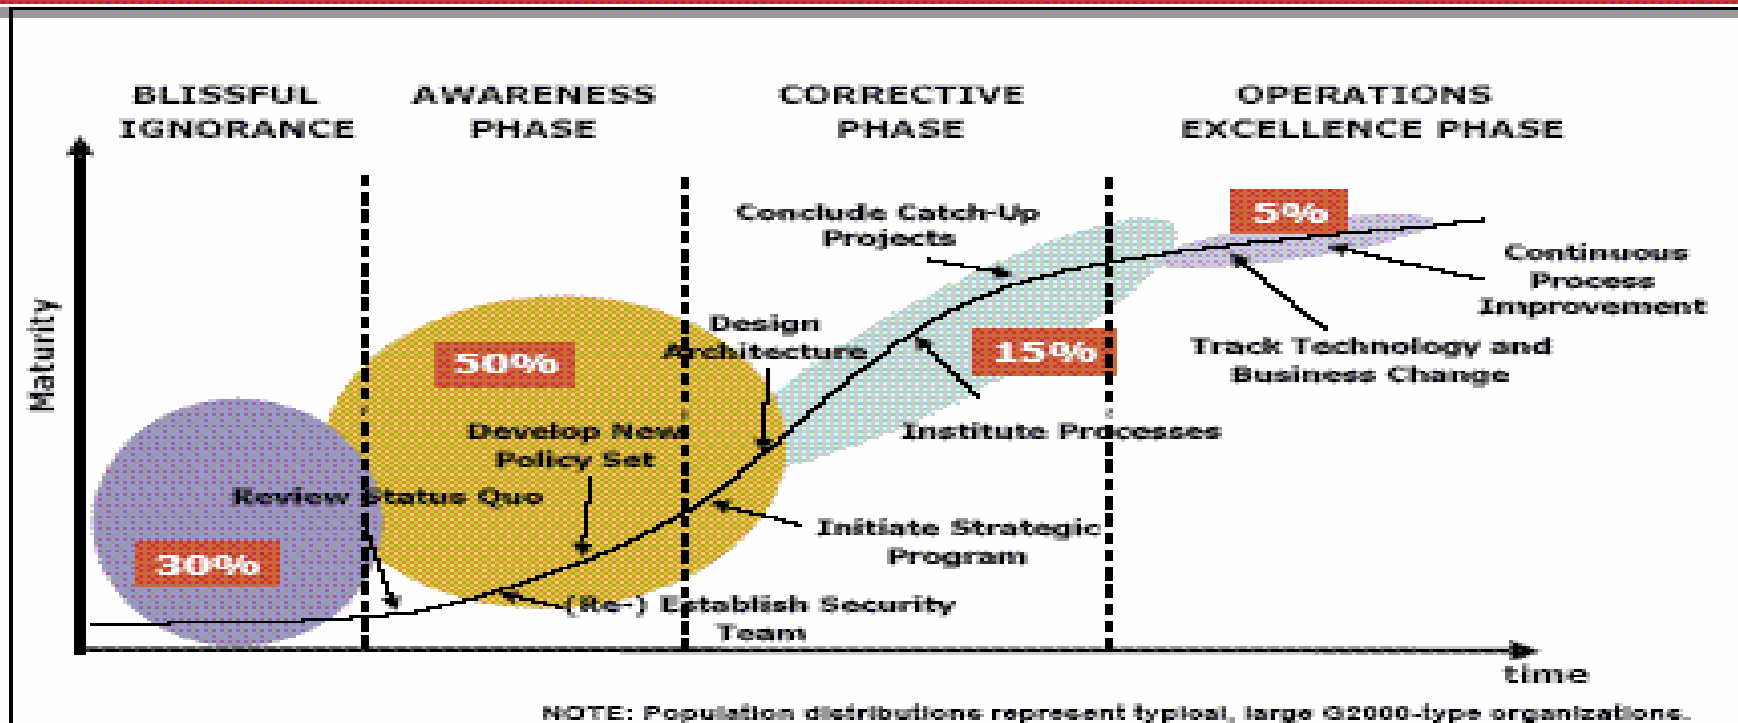 BLISSFUL
IGNORANCE
AWARENESS
PHASE
CORRECTIVE
PHASE
OPERATIONS
EXCELLENCE PHASE
Maturity
Conclude Catch-Up
Projects
5%
Continuous
Process
Improvement
Design
Architecture
50%
15%
Track Technology and
Business Change
Develop New
Policy Set
Institute Processes
Review Status Quo
Initiate Strategic
Program
30%
(Re-) Establish Security
Team
time
NOTE: Population distributions represent typical, large G2000-type organizations.